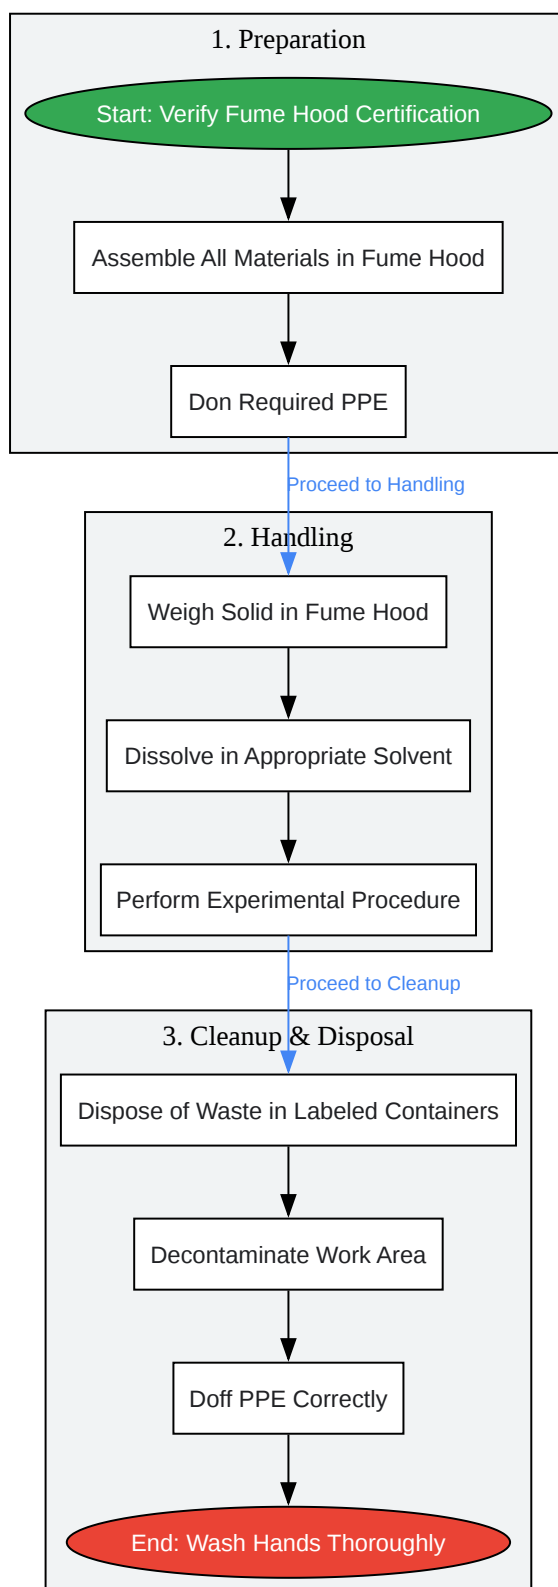 1. Preparation
Start: Verify Fume Hood Certification
Assemble All Materials in Fume Hood
Don Required PPE
Proceed to Handling
2. Handling
Weigh Solid in Fume Hood
Dissolve in Appropriate Solvent
Perform Experimental Procedure
Proceed to Cleanup
3. Cleanup & Disposal
Dispose of Waste in Labeled Containers
Decontaminate Work Area
Doff PPE Correctly
End: Wash Hands Thoroughly